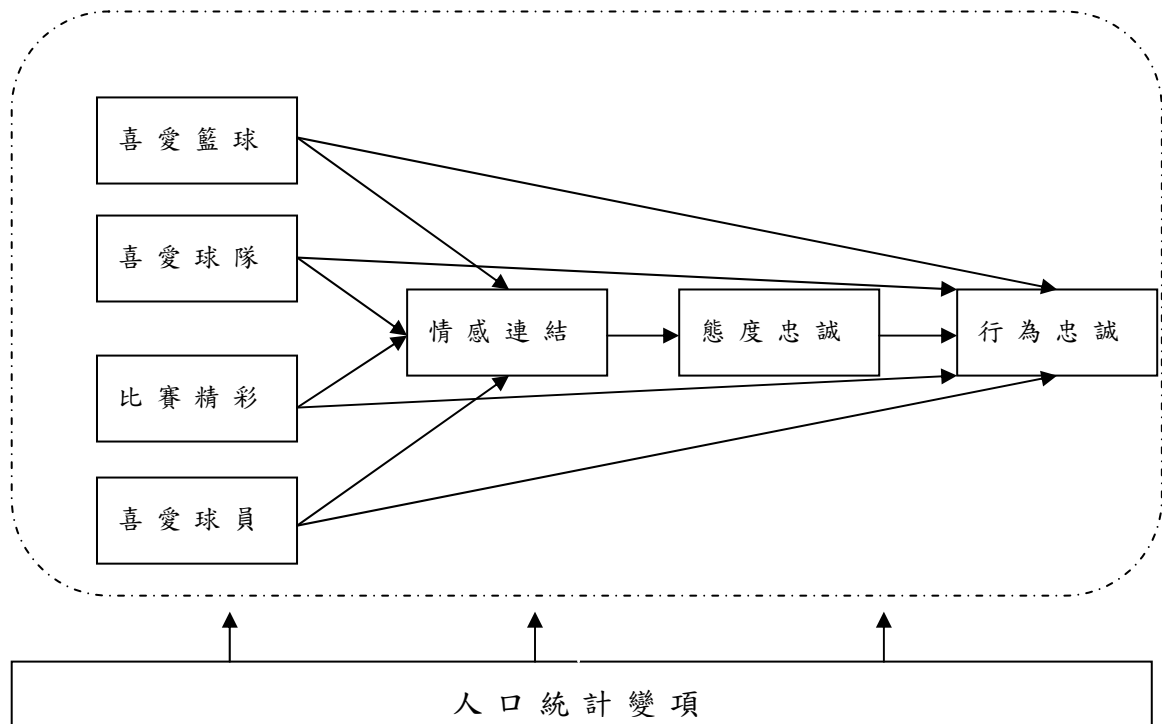 喜愛籃球
喜愛球隊
情感連結
態度忠誠
行為忠誠
比賽精彩
喜愛球員
人口統計變項